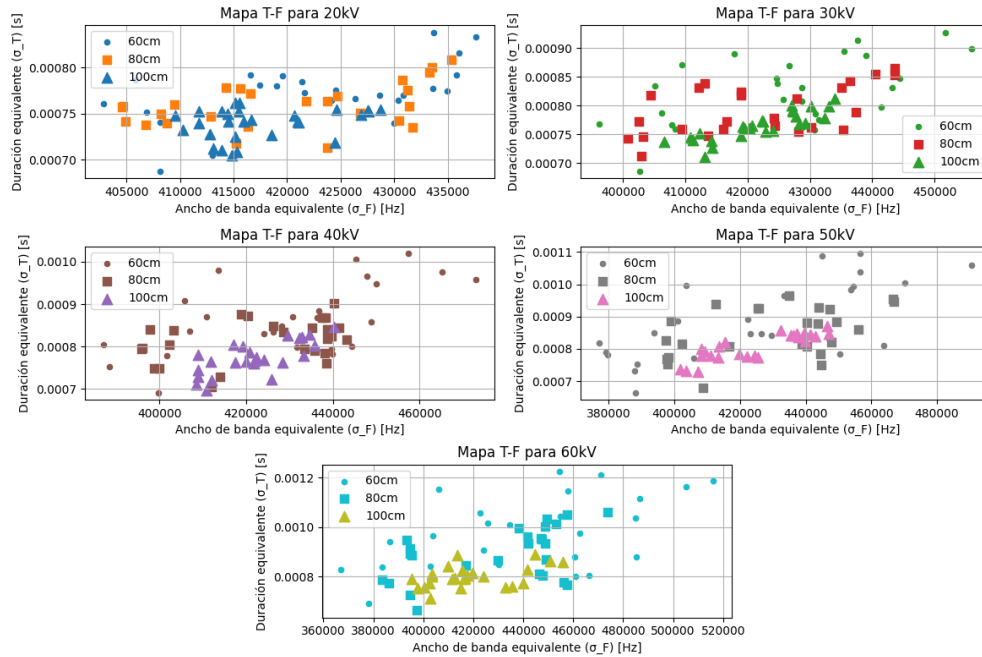 Mapa T-F para 20kV
Duración equivalente (σ_T) [s]
0.00080
0.00075
0.00070
60cm
80cm
100cm
405000 410000 415000 420000 425000 430000 435000
Ancho de banda equivalente (σ_F) [Hz]
Mapa T-F para 30kV
Duración equivalente (σ_T) [s]
0.00090
0.00085
0.00080
0.00075
0.00070
60cm
80cm
100cm
400000 410000 420000 430000 440000 450000
Ancho de banda equivalente (σ_F) [Hz]
Mapa T-F para 40kV
Duración equivalente (σ_T) [s]
0.0010
0.0009
0.0008
0.0007
60cm
80cm
100cm
400000 420000 440000 460000
Ancho de banda equivalente (σ_F) [Hz]
Mapa T-F para 50kV
Duración equivalente (σ_T) [s]
0.0011
0.0010
0.0009
0.0008
0.0007
60cm
80cm
100cm
380000 400000 420000 440000 460000 480000
Ancho de banda equivalente (σ_F) [Hz]
Mapa T-F para 60kV
Duración equivalente (σ_T) [s]
0.0012
0.0010
0.0008
60cm
80cm
100cm
360000 380000 400000 420000 440000 460000 480000 500000 520000
Ancho de banda equivalente (σ_F) [Hz]